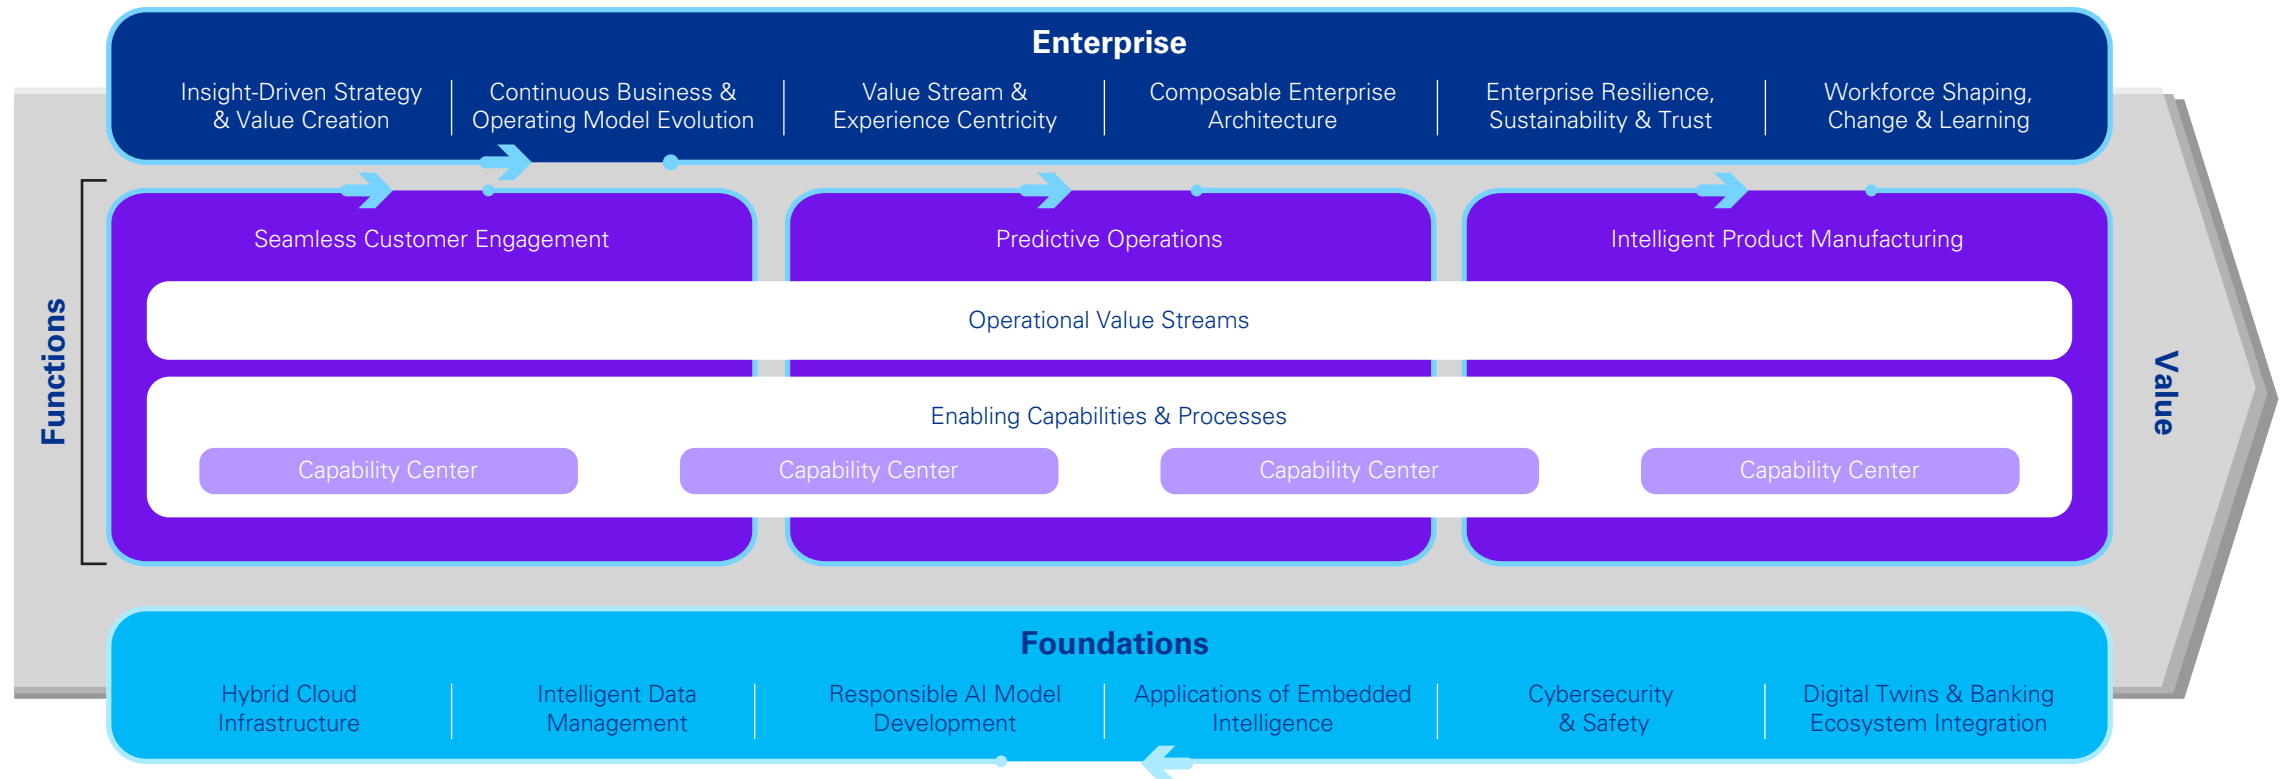 Enterprise
Insight-Driven Strategy
& Value Creation
Continuous Business &
Operating Model Evolution
Value Stream &
Experience Centricity
Composable Enterprise
Architecture
Enterprise Resilience,
Sustainability & Trust
Workforce Shaping,
Change & Learning
Functions
Seamless Customer Engagement
Predictive Operations
Intelligent Product Manufacturing
Operational Value Streams
Enabling Capabilities & Processes
Capability Center
Capability Center
Capability Center
Capability Center
Value
Foundations
Hybrid Cloud
Infrastructure
Intelligent Data
Management
Responsible AI Model
Development
Applications of Embedded
Intelligence
Cybersecurity
& Safety
Digital Twins & Banking
Ecosystem Integration